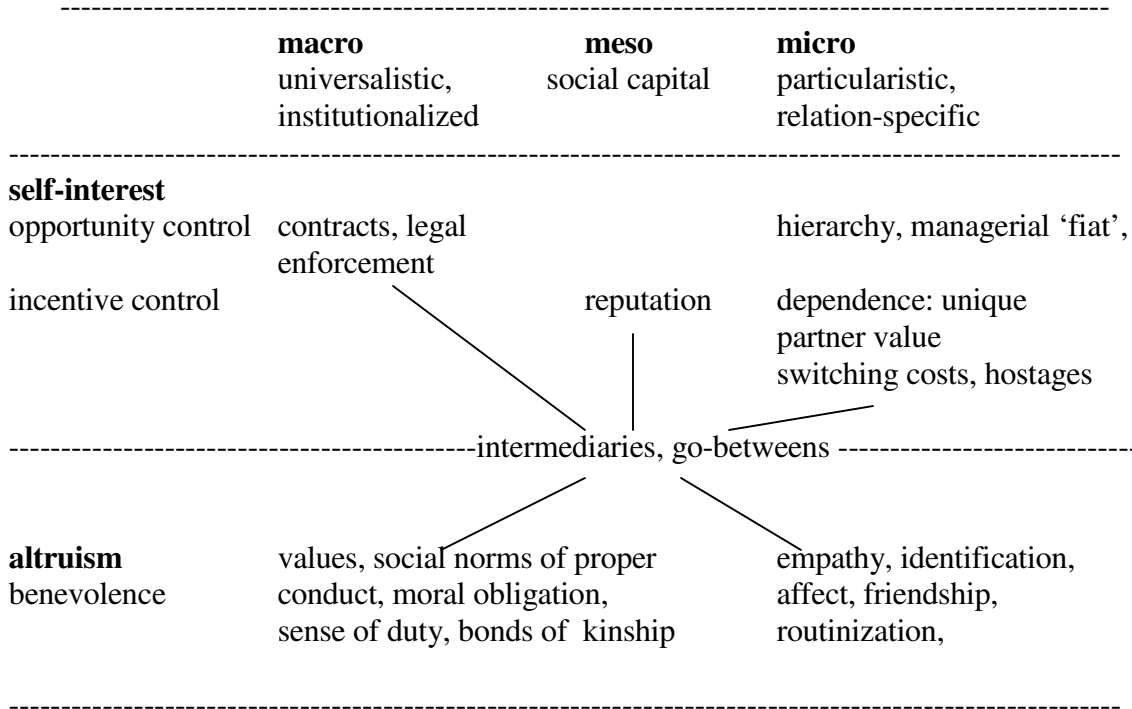 macro meso micro
universalistic, social capital particularistic,
institutionalized relation-specific
self-interest
opportunity control contracts, legal hierarchy, managerial ‘fiat’,
enforcement
incentive control reputation dependence: unique
partner value
switching costs, hostages
intermediaries, go-betweens
altruism values, social norms of proper empathy, identification,
benevolence conduct, moral obligation, affect, friendship,
sense of duty, bonds of kinship routinization,